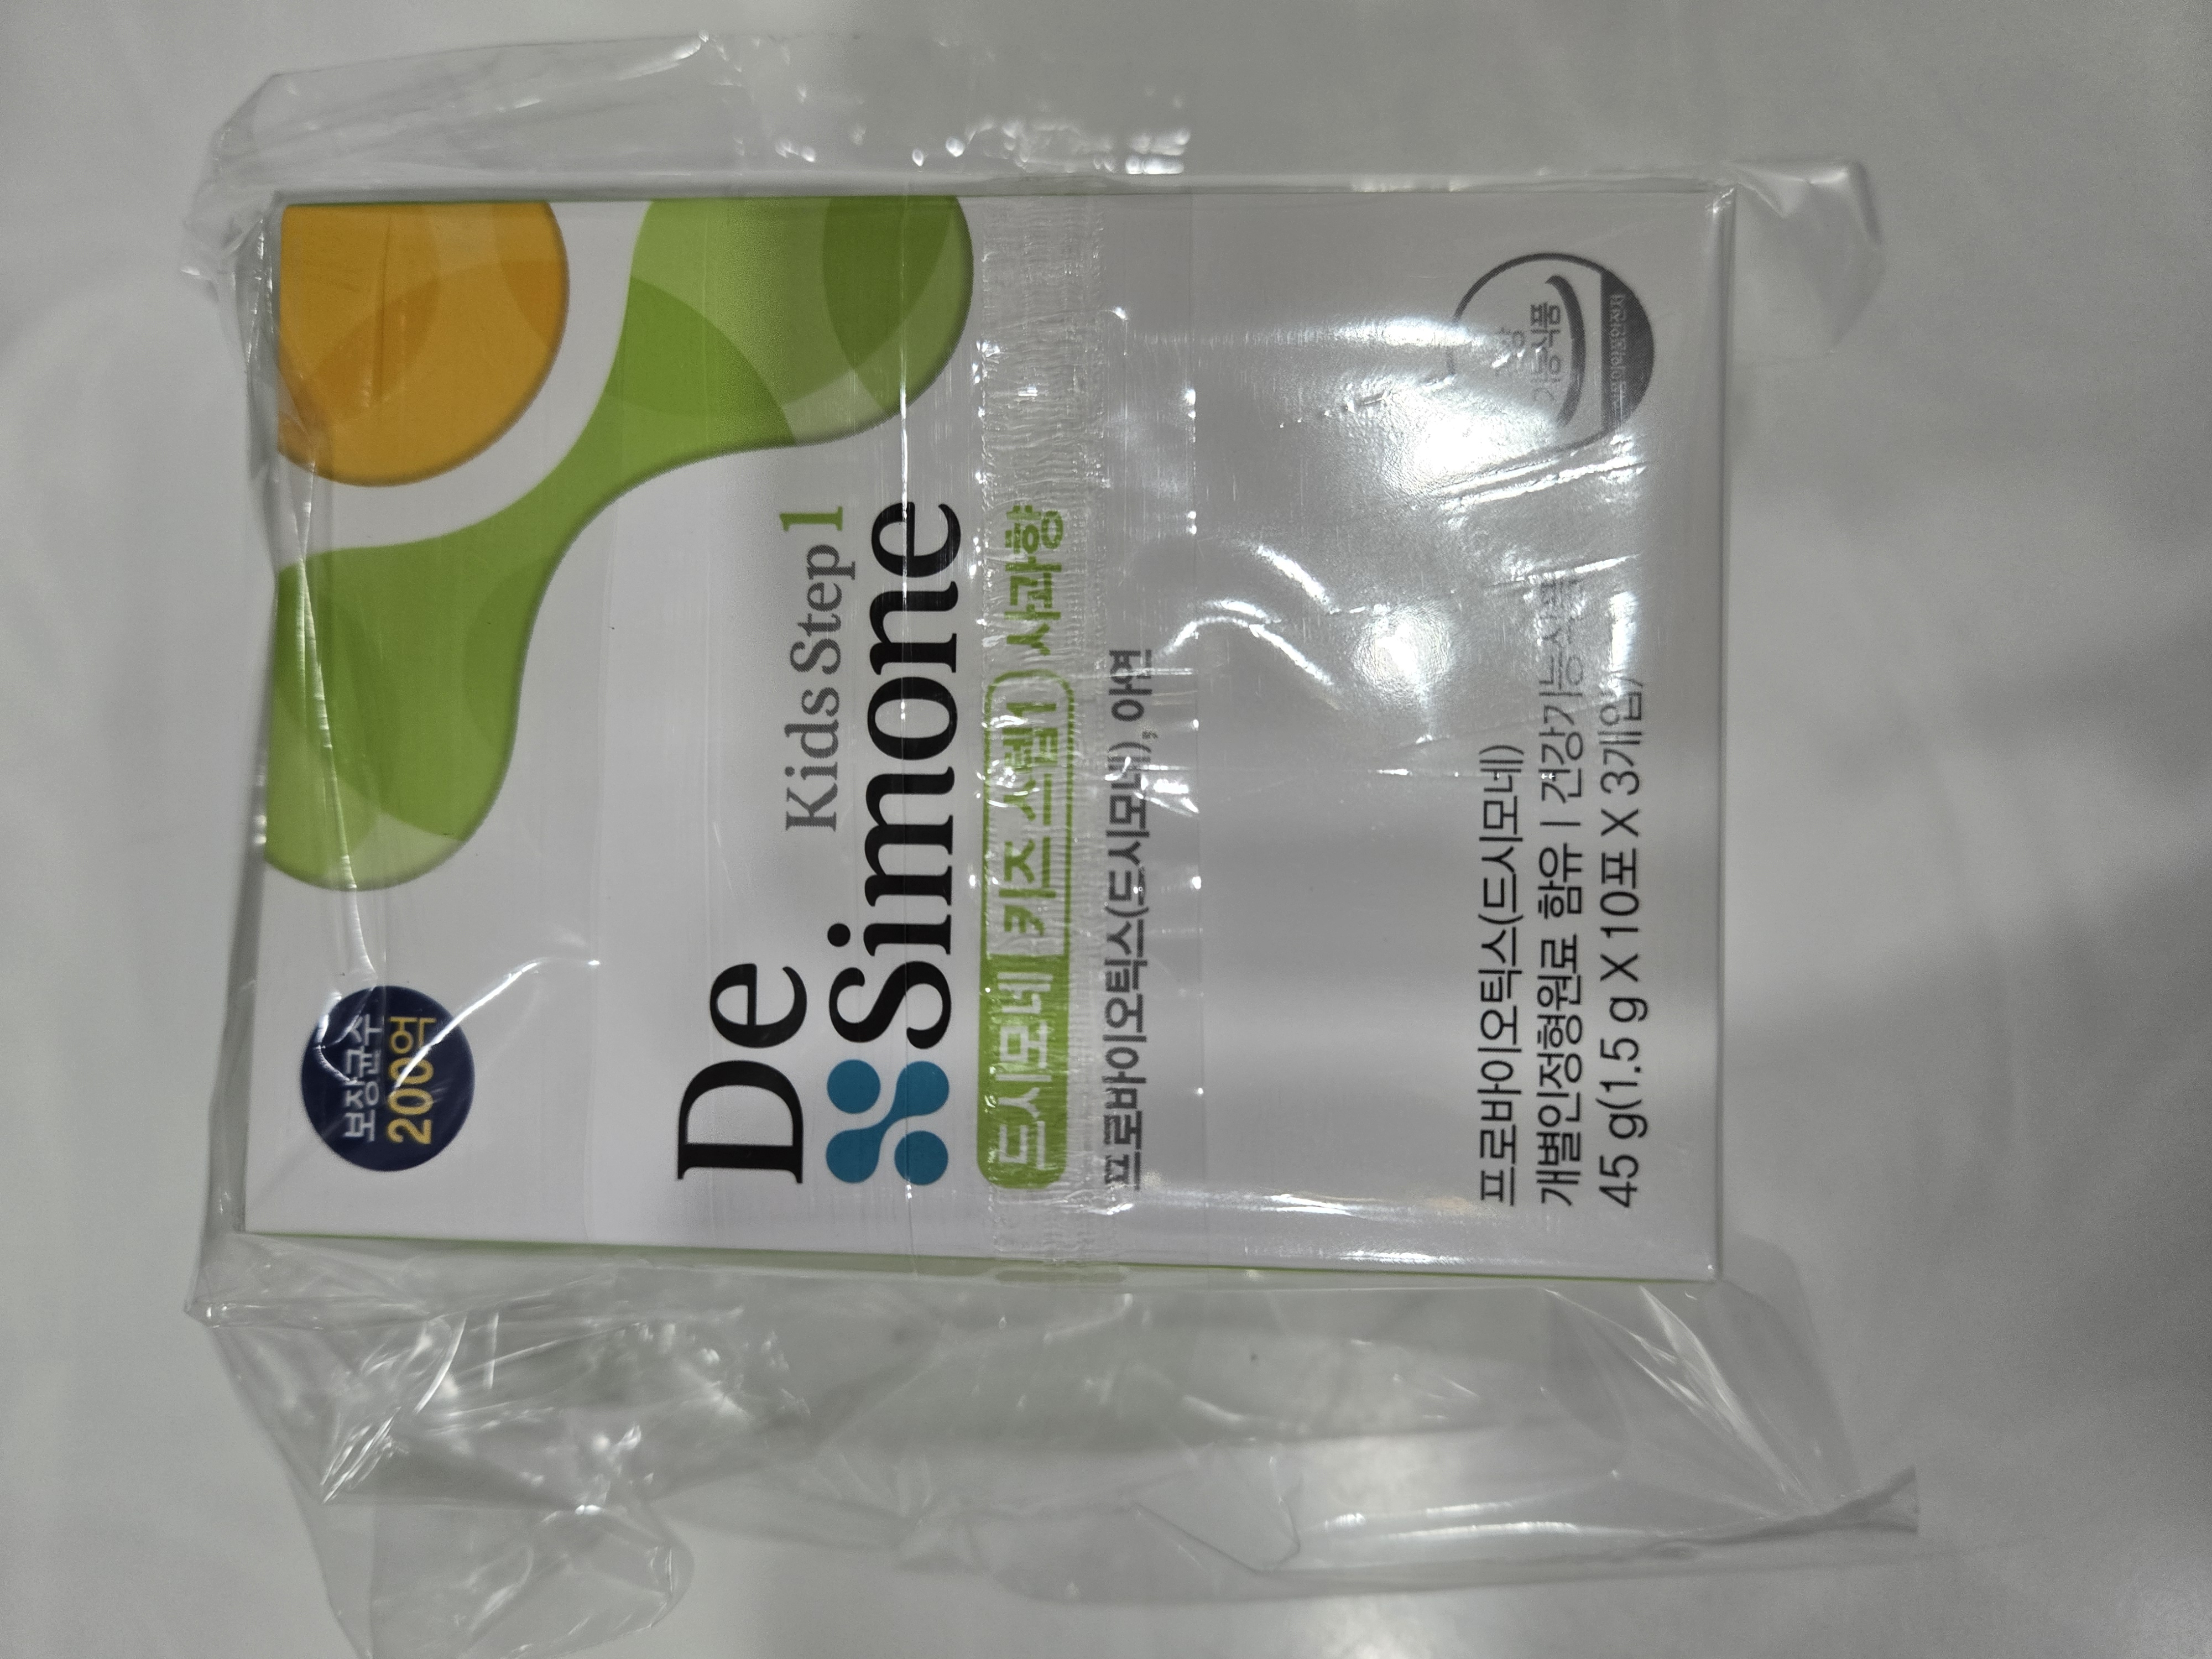 보장균수
200억
De
Kids Step 1
Simone
드시모네 키즈 스텝1 사과향
프로바이오틱스(드시모네), 아연
프로바이오틱스(드시모네)
개별인정형원료 함유 | 건강기능식품
45 g(1.5 g X 10포 X 3개입)
기능식품